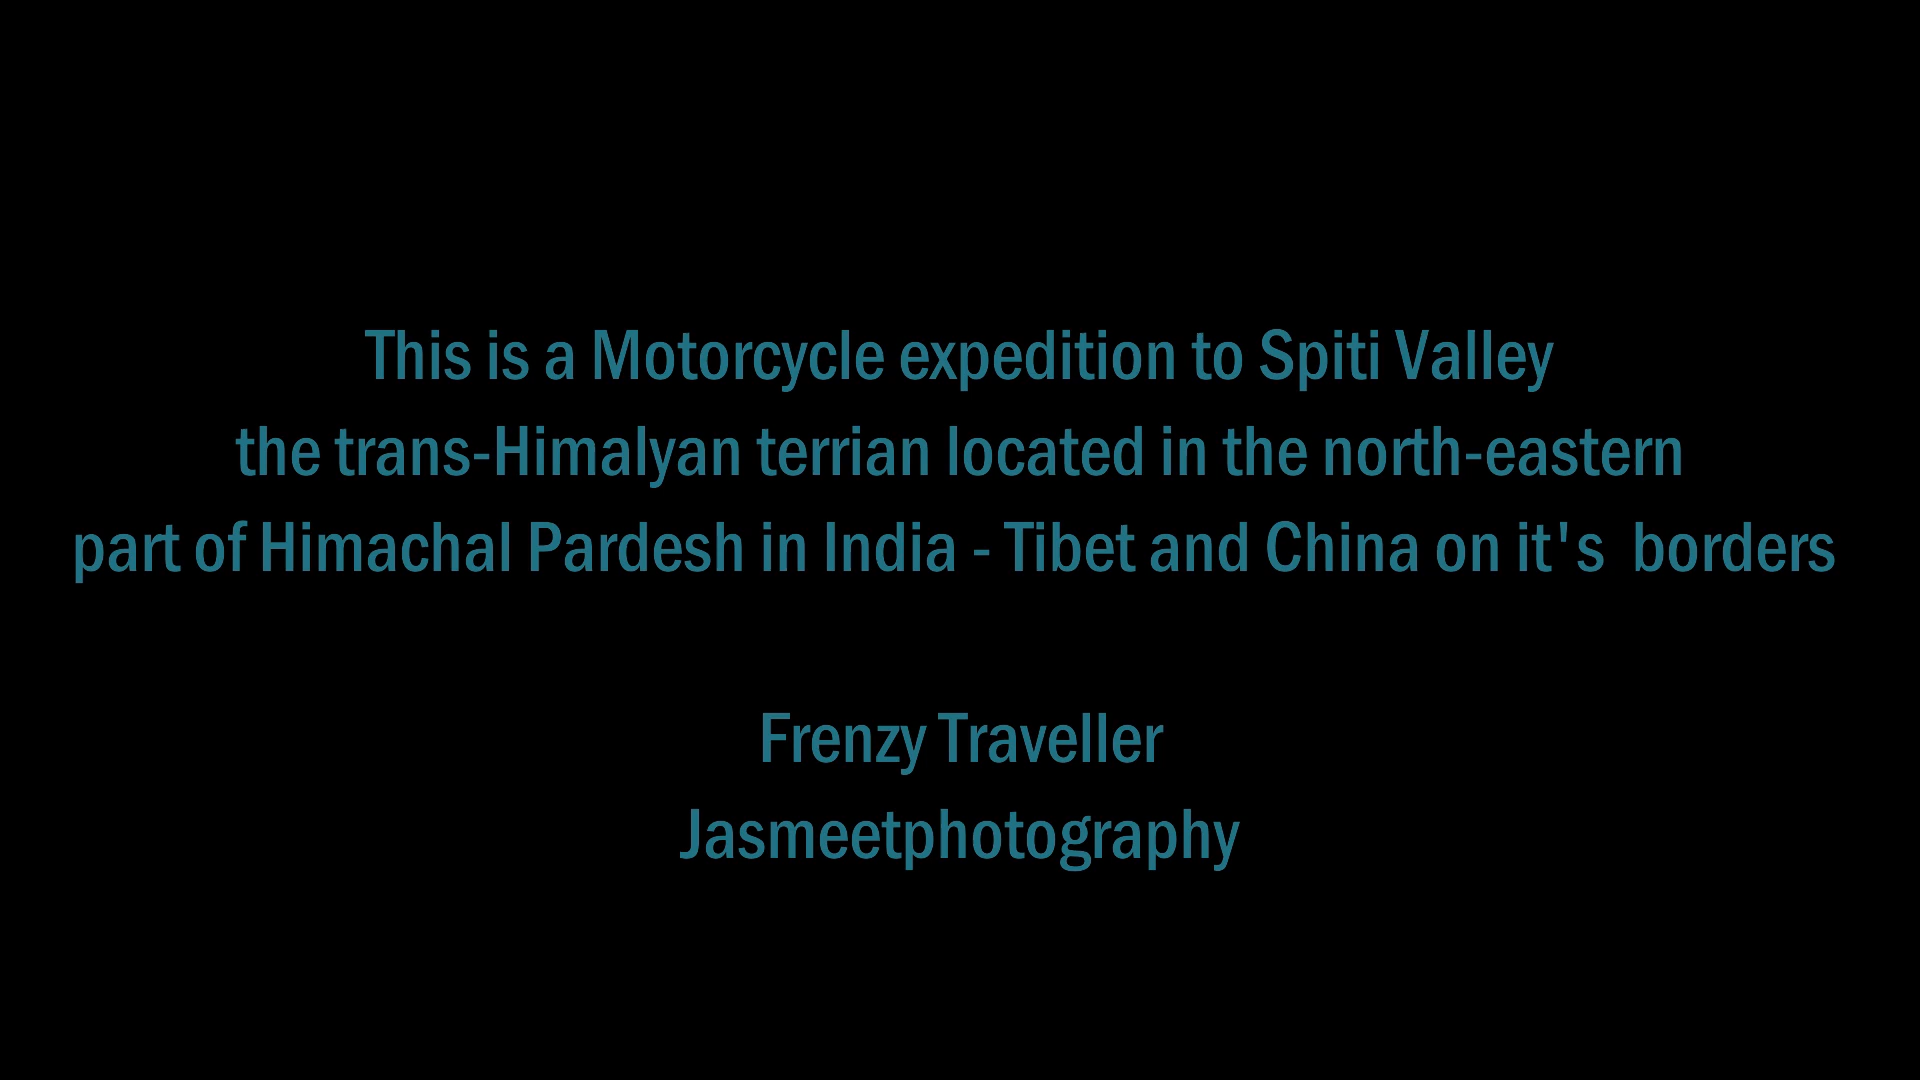 This is a Motorcycle expedition to Spiti Valley
the trans-Himalyan terrian located in the north-eastern
part of Himachal Pardesh in India - Tibet and China on it's  borders
Frenzy Traveller
Jasmeetphotography